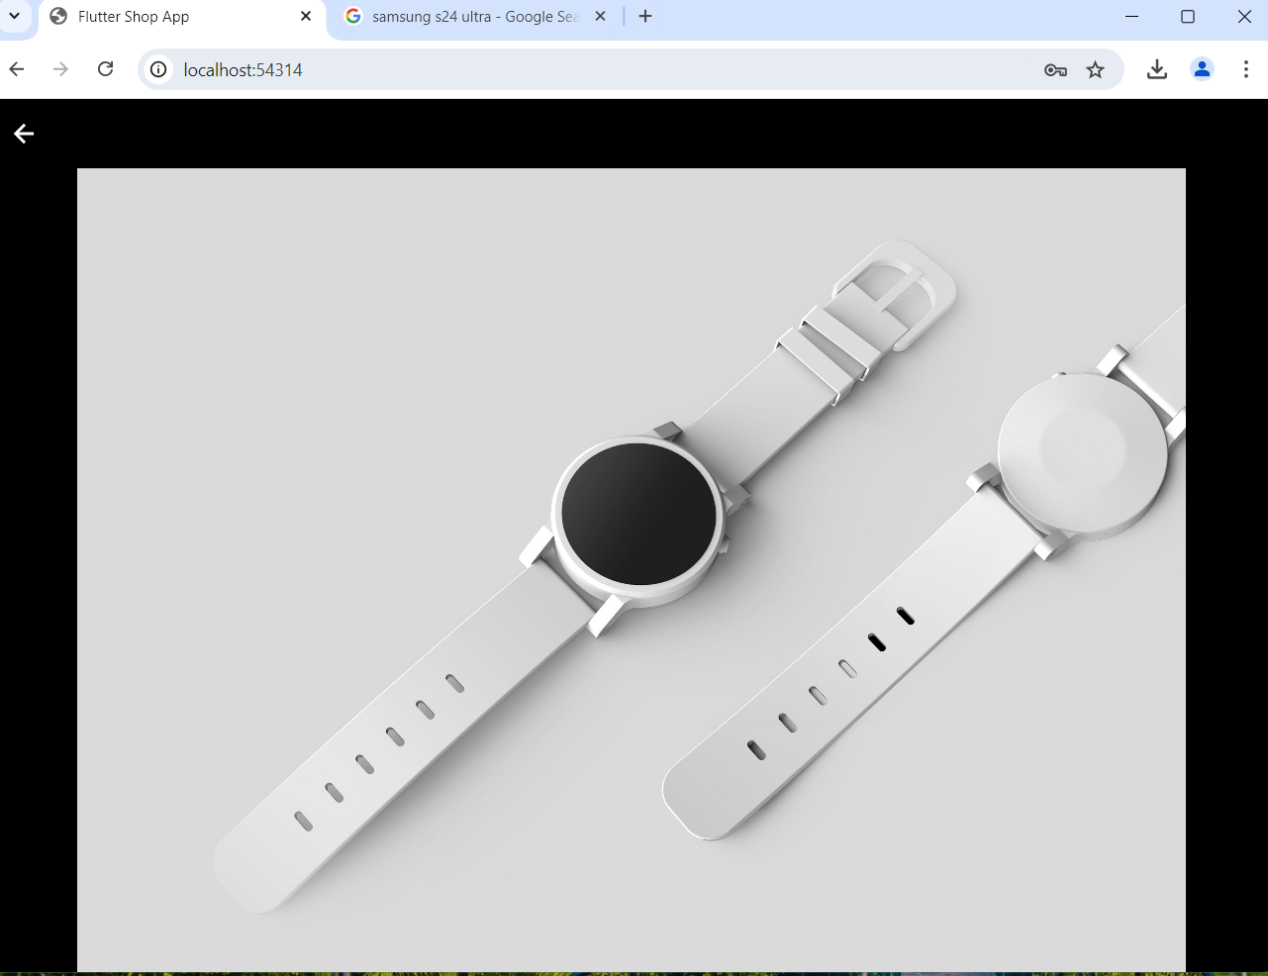 Flutter Shop App
samsung s24 ultra - Google Sea
localhost:54314